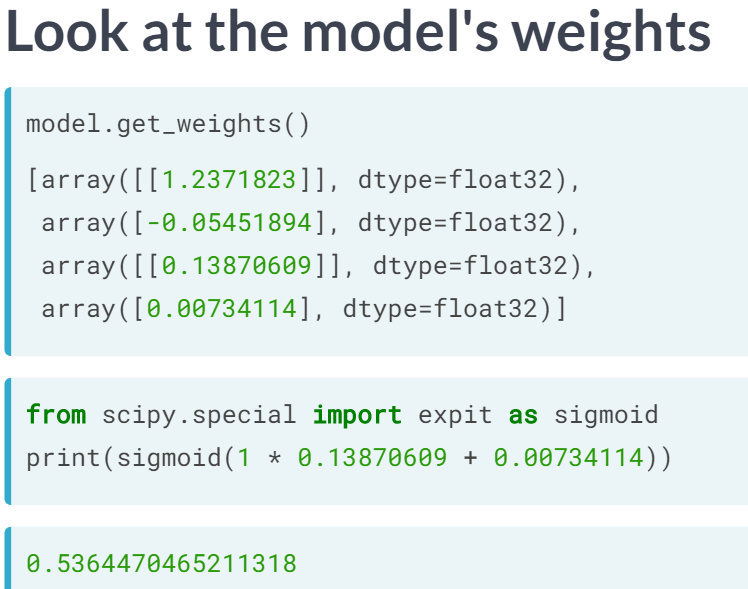 Look at the model's weights
model.get_weights()
[array([[1.2371823]], dtype=float32),
 array([-0.05451894], dtype=float32),
 array([[0.13870609]], dtype=float32),
 array([0.00734114], dtype=float32)]
from scipy.special import expit as sigmoid
print(sigmoid(1 * 0.13870609 + 0.00734114))
0.5364470465211318